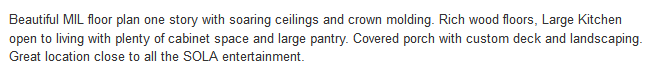 Beautiful MIL floor plan one story with soaring ceilings and crown molding. Rich wood floors, Large Kitchen
open to living with plenty of cabinet space and large pantry. Covered porch with custom deck and landscaping.
Great location close to all the SOLA entertainment.